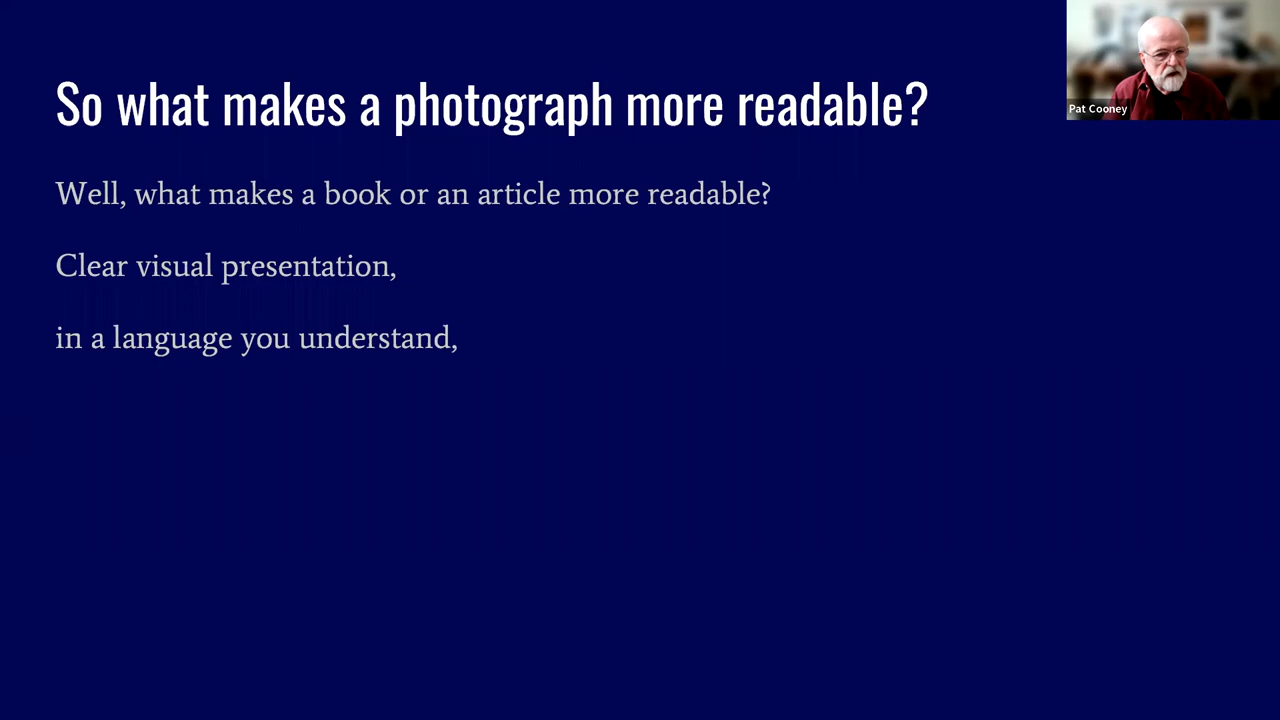 So what makes a photograph more readable?
Well, what makes a book or an article more readable?
Clear visual presentation,
in a language you understand,
Pat Cooney